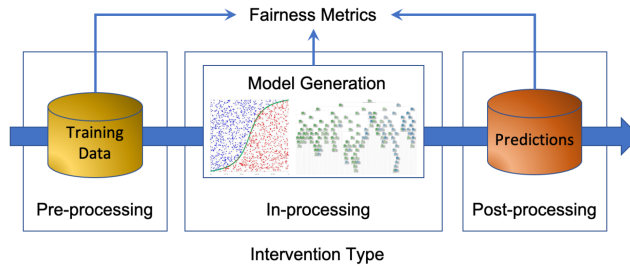 Fairness Metrics
Model Generation
Training
Data
Predictions
Pre-processing
In-processing
Post-processing
Intervention Type